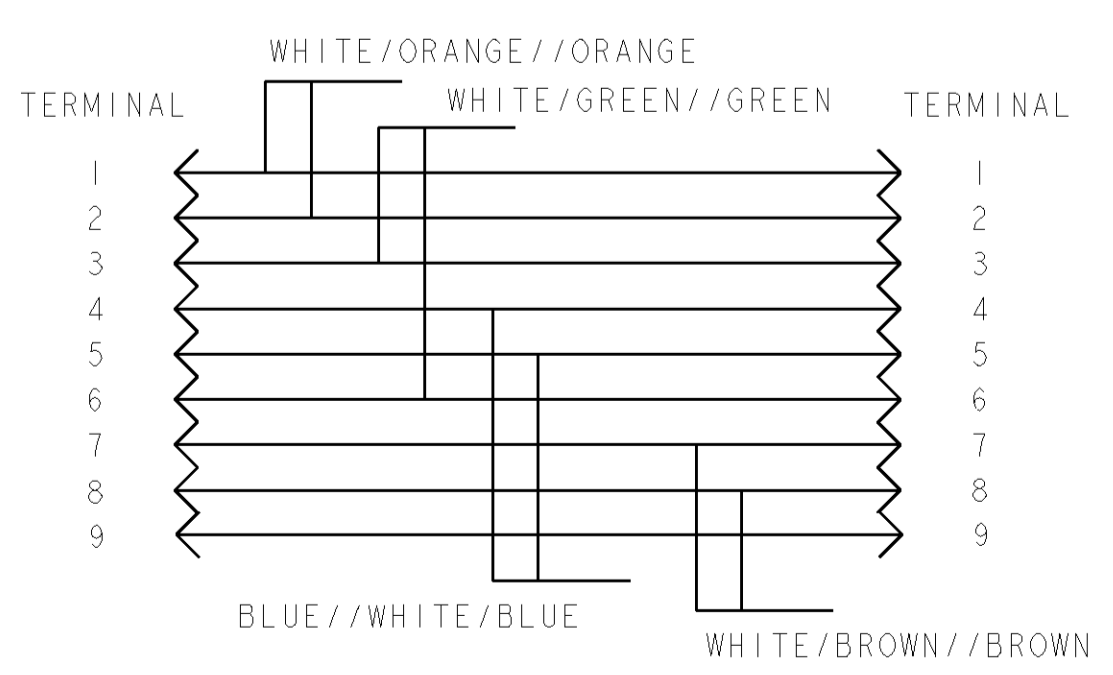 WHITE/ORANGE//ORANGE
WHITE/GREEN//GREEN
TERMINAL TERMINAL
1 1
2 2
3 3
4 4
5 5
6 6
7 7
8 8
9 9
BLUE//WHITE/BLUE
WHITE/BROWN//BROWN